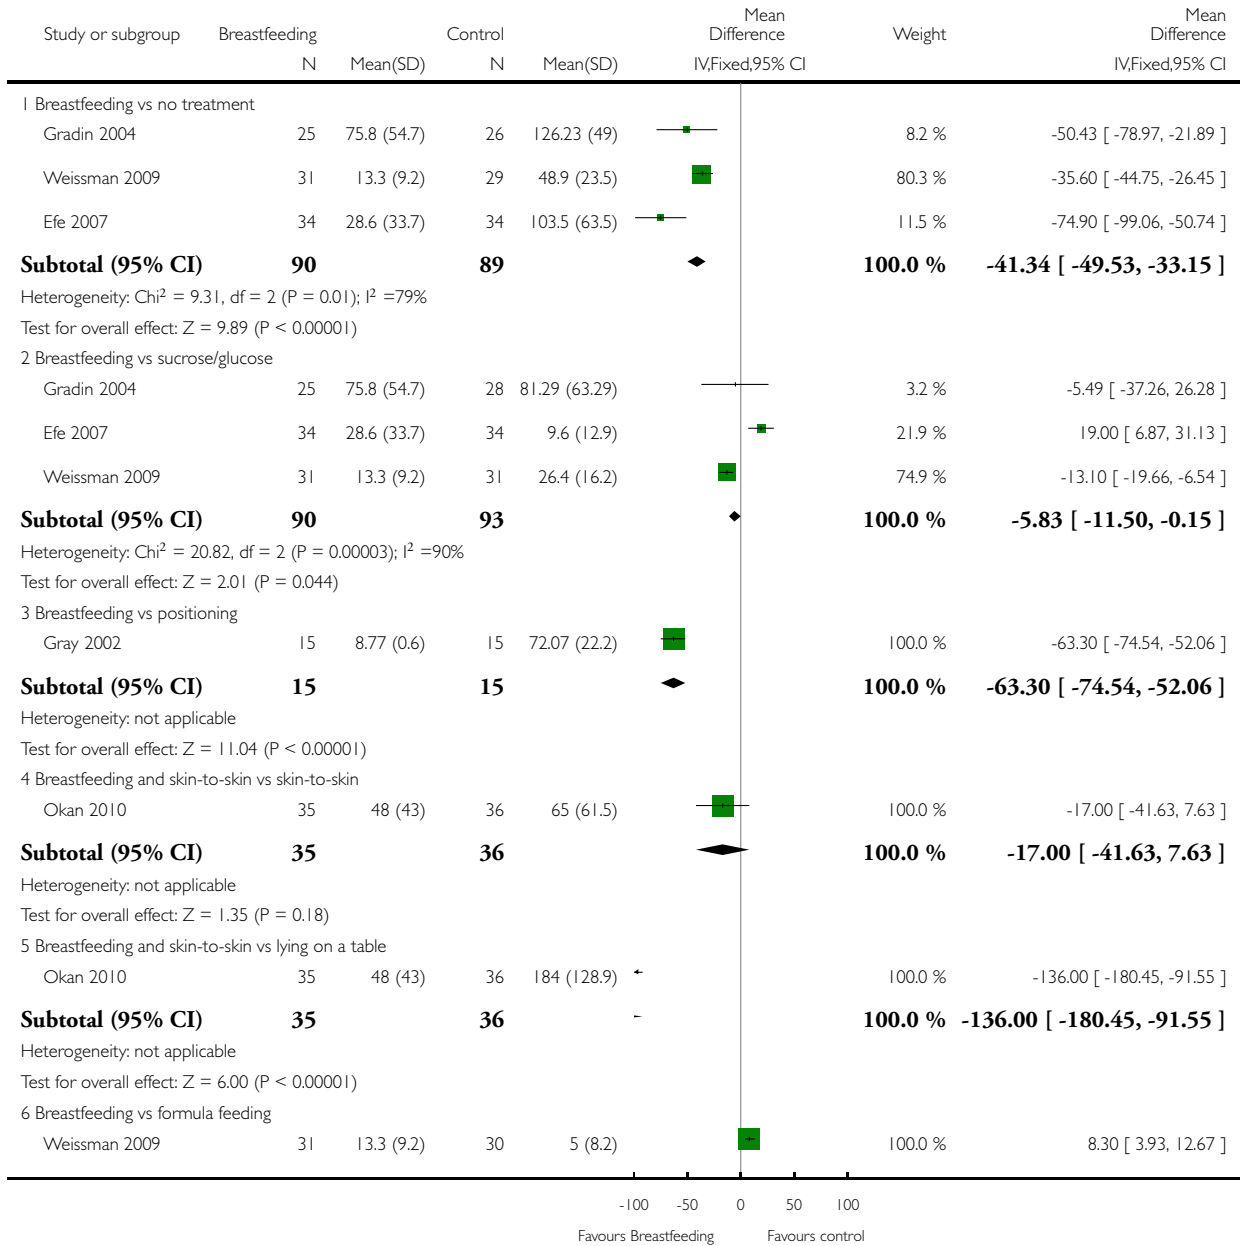 Study or subgroup Breastfeeding Control Mean Difference Weight Mean Difference
N Mean(SD) N Mean(SD) IV,Fixed,95% CI IV,Fixed,95% CI
1 Breastfeeding vs no treatment
Gradin 2004 25 75.8 (54.7) 26 126.23 (49) 8.2 % -50.43 [ -78.97, -21.89 ]
Weissman 2009 31 13.3 (9.2) 29 48.9 (23.5) 80.3 % -35.60 [ -44.75, -26.45 ]
Efe 2007 34 28.6 (33.7) 34 103.5 (63.5) 11.5 % -74.90 [ -99.06, -50.74 ]
Subtotal (95% CI) 90 89 100.0 % -41.34 [ -49.53, -33.15 ]
Heterogeneity: Chi² = 9.31, df = 2 (P = 0.01); I² =79%
Test for overall effect: Z = 9.89 (P < 0.00001)
2 Breastfeeding vs sucrose/glucose
Gradin 2004 25 75.8 (54.7) 28 81.29 (63.29) 3.2 % -5.49 [ -37.26, 26.28 ]
Efe 2007 34 28.6 (33.7) 34 9.6 (12.9) 21.9 % 19.00 [ 6.87, 31.13 ]
Weissman 2009 31 13.3 (9.2) 31 26.4 (16.2) 74.9 % -13.10 [ -19.66, -6.54 ]
Subtotal (95% CI) 90 93 100.0 % -5.83 [ -11.50, -0.15 ]
Heterogeneity: Chi² = 20.82, df = 2 (P = 0.00003); I² =90%
Test for overall effect: Z = 2.01 (P = 0.044)
3 Breastfeeding vs positioning
Gray 2002 15 8.77 (0.6) 15 72.07 (22.2) 100.0 % -63.30 [ -74.54, -52.06 ]
Subtotal (95% CI) 15 15 100.0 % -63.30 [ -74.54, -52.06 ]
Heterogeneity: not applicable
Test for overall effect: Z = 11.04 (P < 0.00001)
4 Breastfeeding and skin-to-skin vs skin-to-skin
Okan 2010 35 48 (43) 36 65 (61.5) 100.0 % -17.00 [ -41.63, 7.63 ]
Subtotal (95% CI) 35 36 100.0 % -17.00 [ -41.63, 7.63 ]
Heterogeneity: not applicable
Test for overall effect: Z = 1.35 (P = 0.18)
5 Breastfeeding and skin-to-skin vs lying on a table
Okan 2010 35 48 (43) 36 184 (128.9) 100.0 % -136.00 [ -180.45, -91.55 ]
Subtotal (95% CI) 35 36 100.0 % -136.00 [ -180.45, -91.55 ]
Heterogeneity: not applicable
Test for overall effect: Z = 6.00 (P < 0.00001)
6 Breastfeeding vs formula feeding
Weissman 2009 31 13.3 (9.2) 30 5 (8.2) 100.0 % 8.30 [ 3.93, 12.67 ]
-100 -50 0 50 100
Favours Breastfeeding Favours control